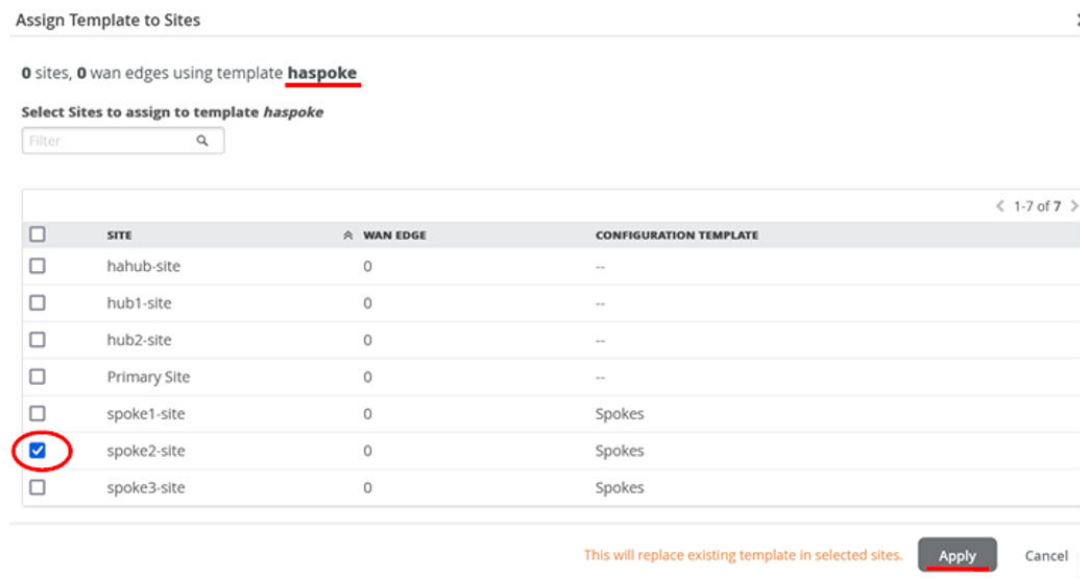 Assign Template to Sites
0 sites, 0 wan edges using template haspoke
Select Sites to assign to template haspoke
Filter
1-7 of 7
SITE WAN EDGE CONFIGURATION TEMPLATE
hahub-site 0 --
hub1-site 0 --
hub2-site 0 --
Primary Site 0 --
spoke1-site 0 Spokes
spoke2-site 0 Spokes
spoke3-site 0 Spokes
This will replace existing template in selected sites. Apply Cancel